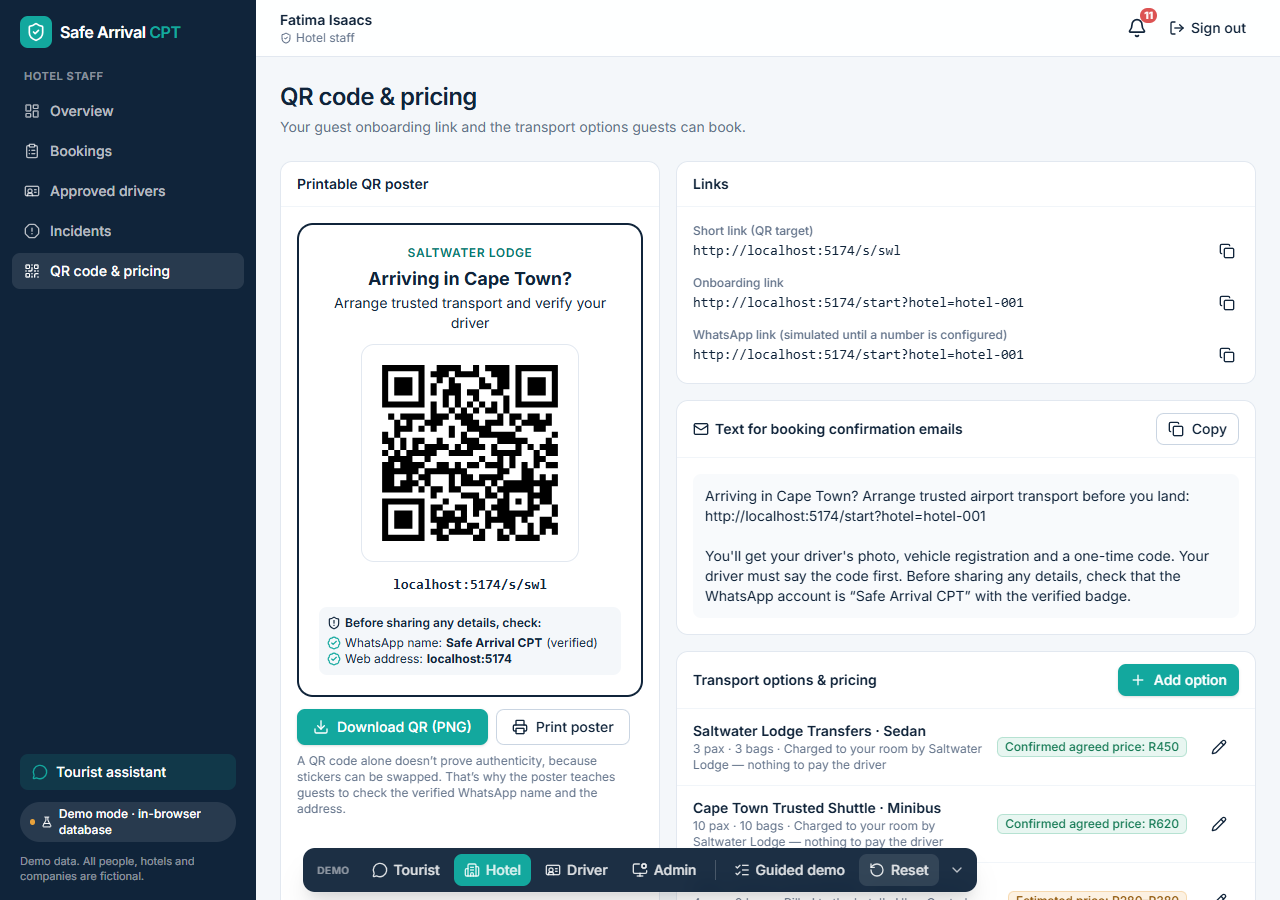 Safe Arrival CPT
HOTEL STAFF
Overview
Bookings
Approved drivers
Incidents
QR code & pricing
Tourist assistant
Demo mode · In-browser
database
Demo data. All people, hotels and
companies are fictional.
Fatima Isaacs
Hotel staff
11
Sign out
QR code & pricing
Your guest onboarding link and the transport options guests can book.
Printable QR poster
SALTWATER LODGE
Arriving in Cape Town?
Arrange trusted transport and verify your
driver
localhost:5174/s/swl
Before sharing any details, check:
WhatsApp name: Safe Arrival CPT (verified)
Web address: localhost:5174
Download QR (PNG)
Print poster
A QR code alone doesn’t prove authenticity, because
stickers can be swapped. That’s why the poster teaches
guests to check the verified WhatsApp name and the
address.
Links
Short link (QR target)
http://localhost:5174/s/swl
Onboarding link
http://localhost:5174/start?hotel=hotel-001
WhatsApp link (simulated until a number is configured)
http://localhost:5174/start?hotel=hotel-001
Text for booking confirmation emails
Copy
Arriving in Cape Town? Arrange trusted airport transport before you land:
http://localhost:5174/start?hotel=hotel-001
You'll get your driver's photo, vehicle registration and a one-time code. Your
driver must say the code first. Before sharing any details, check that the
WhatsApp account is “Safe Arrival CPT” with the verified badge.
Transport options & pricing
Add option
Saltwater Lodge Transfers · Sedan
3 pax · 3 bags · Charged to your room by Saltwater
Lodge — nothing to pay the driver
Confirmed agreed price: R450
Cape Town Trusted Shuttle · Minibus
10 pax · 10 bags · Charged to your room by
Saltwater Lodge — nothing to pay the driver
Confirmed agreed price: R620
DEMO
Tourist
Hotel
Driver
Admin
Guided demo
Reset